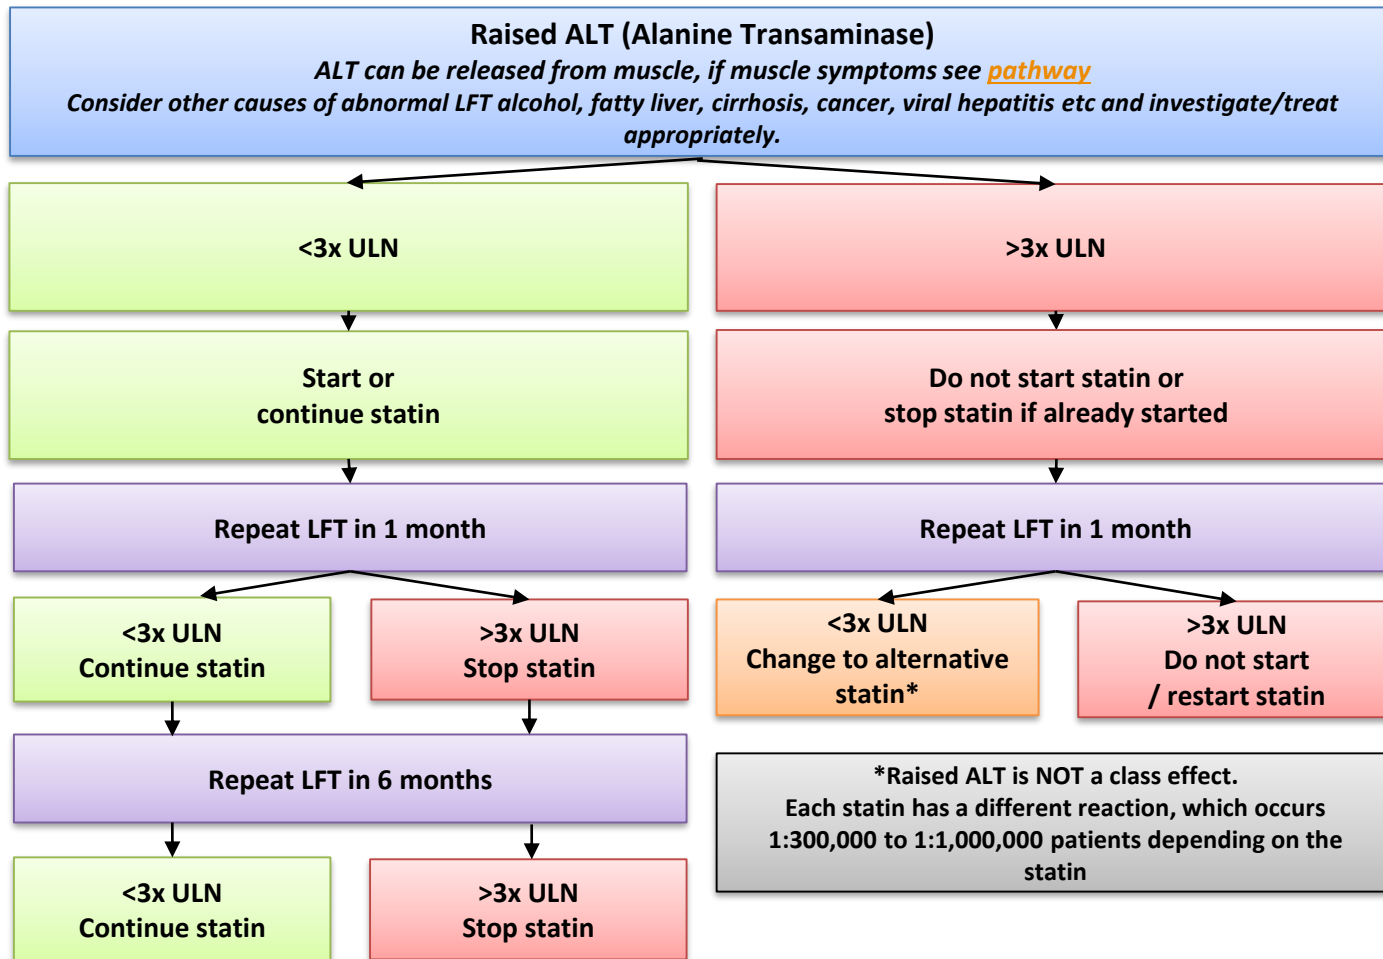 Raised ALT (Alanine Transaminase)
ALT can be released from muscle, if muscle symptoms see pathway
Consider other causes of abnormal LFT alcohol, fatty liver, cirrhosis, cancer, viral hepatitis etc and investigate/treat
appropriately.
<3x ULN
>3x ULN
Start or
continue statin
Do not start statin or
stop statin if already started
Repeat LFT in 1 month
Repeat LFT in 1 month
<3x ULN
Continue statin
>3x ULN
Stop statin
<3x ULN
Change to alternative
statin*
>3x ULN
Do not start
/ restart statin
Repeat LFT in 6 months
*Raised ALT is NOT a class effect.
Each statin has a different reaction, which occurs
1:300,000 to 1:1,000,000 patients depending on the
statin
<3x ULN
Continue statin
>3x ULN
Stop statin